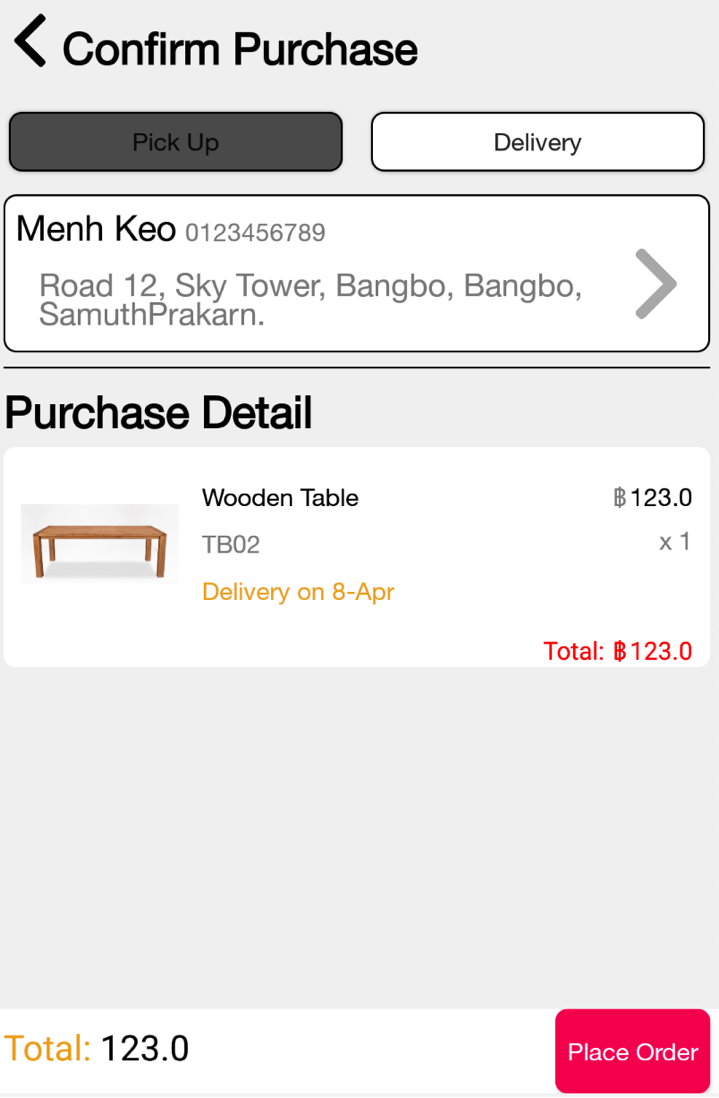 Confirm Purchase
Pick Up
Delivery
Menh Keo 0123456789
Road 12, Sky Tower, Bangbo, Bangbo,
SamuthPrakarn.
Purchase Detail
Wooden Table ฿123.0
TB02 x 1
Delivery on 8-Apr
Total: ฿123.0
Total: 123.0
Place Order